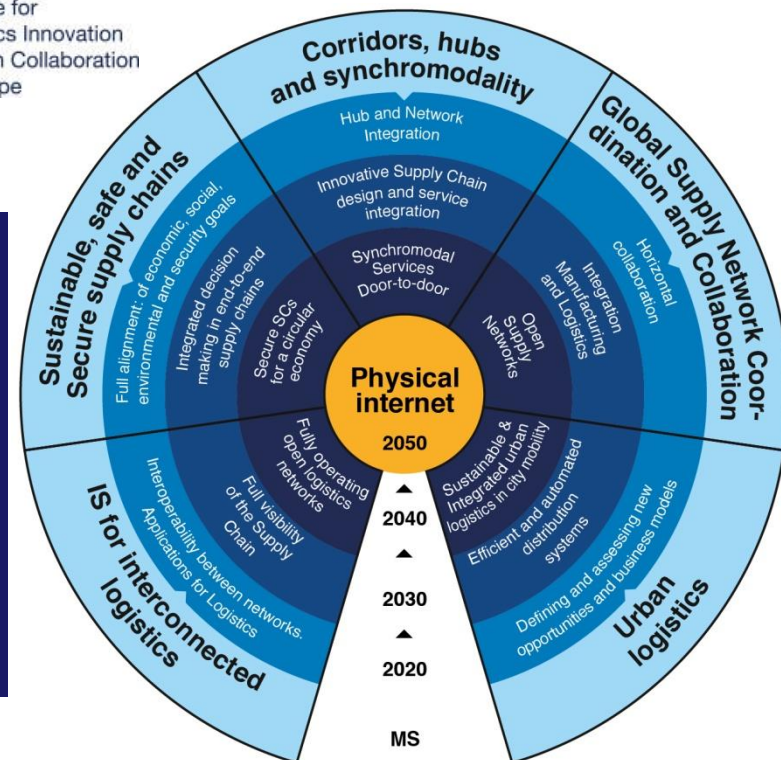 e for
cs Innovation
n Collaboration
pe
Corridors, hubs
and synchromodality
Hub and Network
Integration
Innovative Supply Chain
design and service
integration
Synchromodal
Services
Door-to-door
Global Supply Network Coor-
dination and Collaboration
Horizontal
collaboration
Integration
Manufacturing
and Logistics
Open
Supply
Networks
Urban
logistics
Defining and assessing new
opportunities and business models
Efficient and automated
distribution
systems
Sustainable &
Integrated urban
logistics in city mobility
Sustainable, safe and
Secure supply chains
Full alignment: of economic, social,
environmental and security goals
Integrated decision
making in end-to-end
supply chains
Secure SCs
for a circular
economy
IS for interconnected
logistics
Interoperability between networks.
Applications for Logistics
Full visibility
of the Supply
Chain
Fully operating
open logistics
networks
Physical
internet
2050
2040
2030
2020
MS